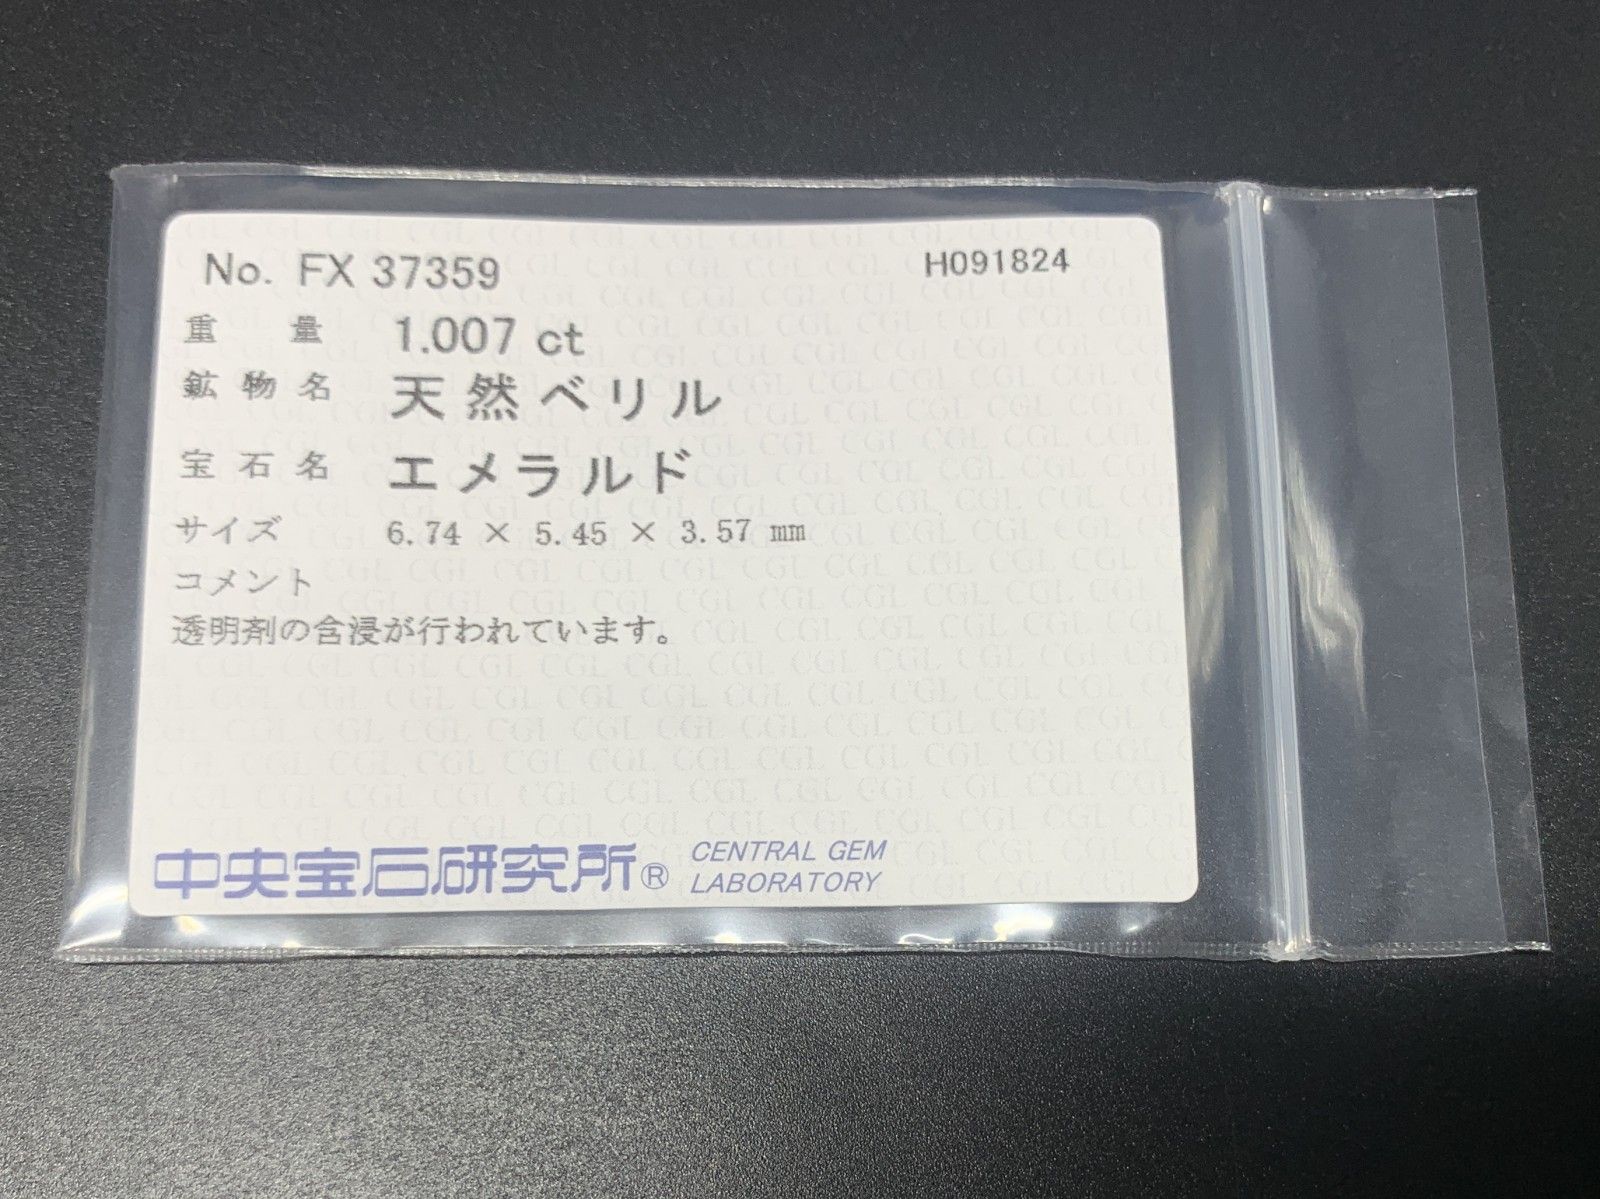 No. FX 37359 H091824
重量 1.007 ct
鉱物名 天然ベリル
宝石名 エメラルド
サイズ 6.74 × 5.45 × 3.57 mm
コメント
透明剤の含浸が行われています。
中央宝石研究所® CENTRAL GEM
LABORATORY